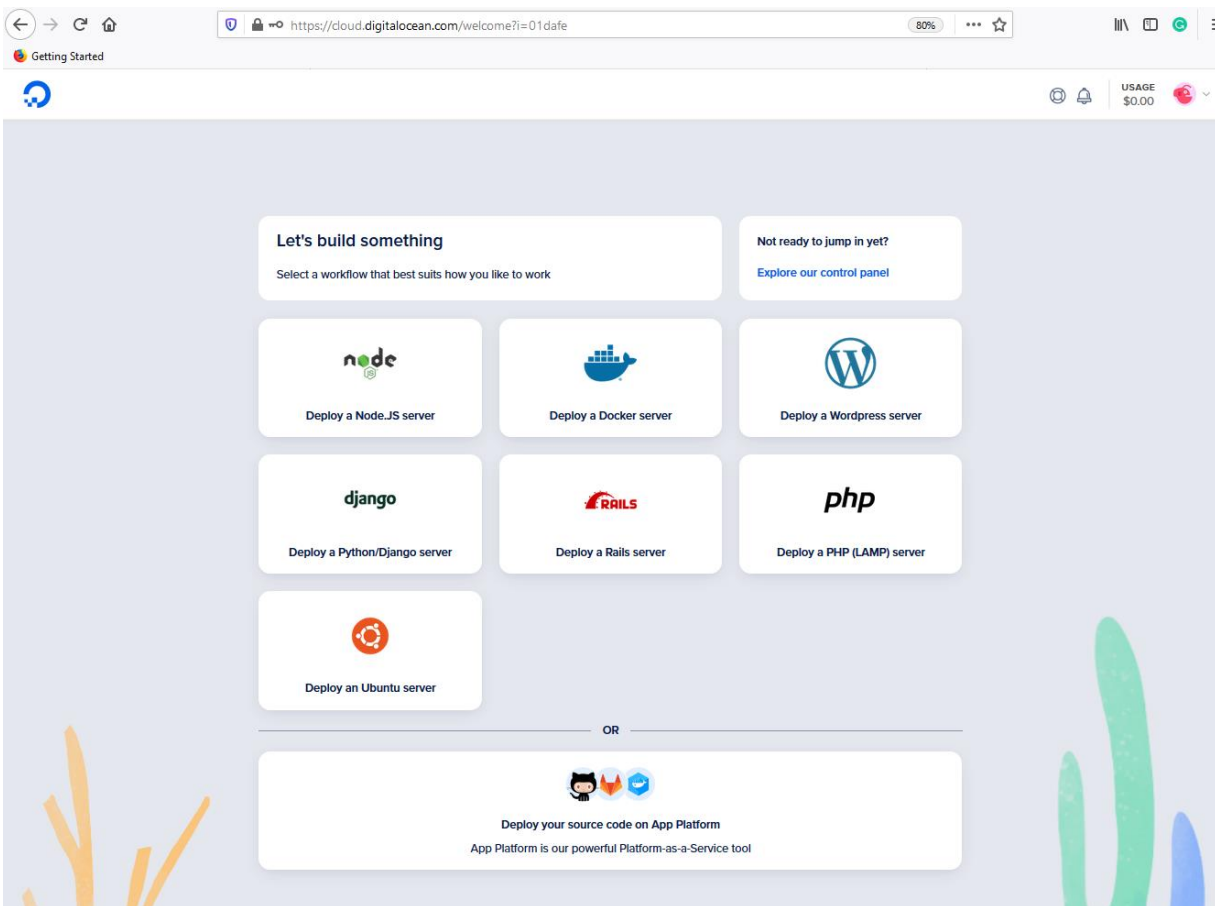 https://cloud.digitalocean.com/welcome?i=01dafe
80%
Getting Started
USAGE
$0.00
Let's build something
Select a workflow that best suits how you like to work
Not ready to jump in yet?
Explore our control panel
node
JS
Deploy a Node.JS server
Deploy a Docker server
W
Deploy a Wordpress server
django
Deploy a Python/Django server
RAILS
Deploy a Rails server
php
Deploy a PHP (LAMP) server
Deploy an Ubuntu server
OR
Deploy your source code on App Platform
App Platform is our powerful Platform-as-a-Service tool